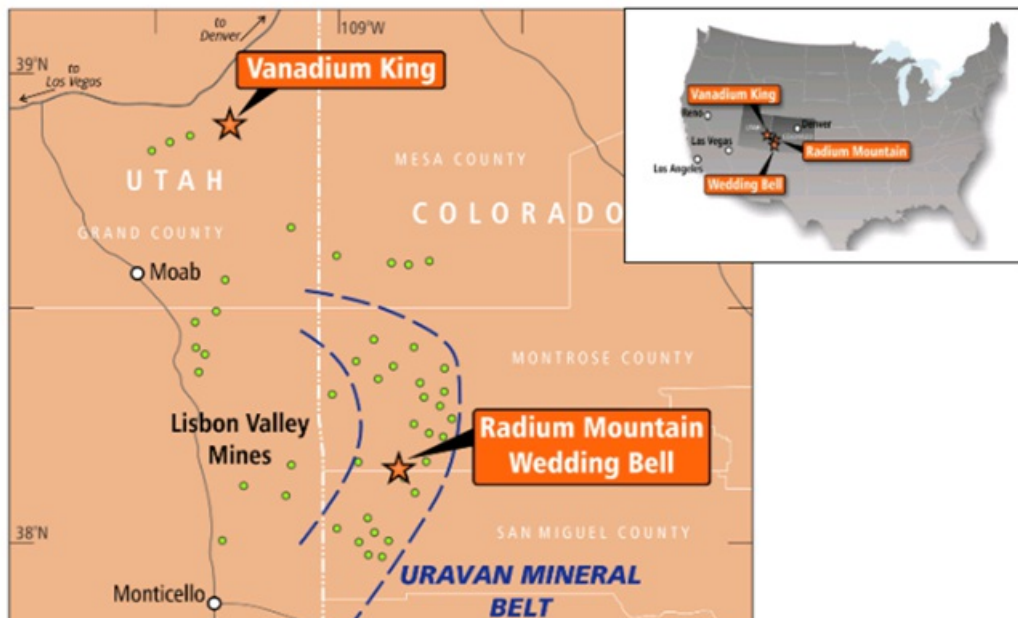 to
Denver
109°W
39°N
to
Los Vegas
Vanadium King
MESA COUNTY
UTAH
COLORADO
GRAND COUNTY
Moab
MONTROSE COUNTY
Lisbon Valley
Mines
Radium Mountain
Wedding Bell
38°N
SAN MIGUEL COUNTY
URAVAN MINERAL
BELT
Monticello
Vanadium King
Reno
Denver
Las Vegas
Radium Mountain
Los Angeles
Wedding Bell